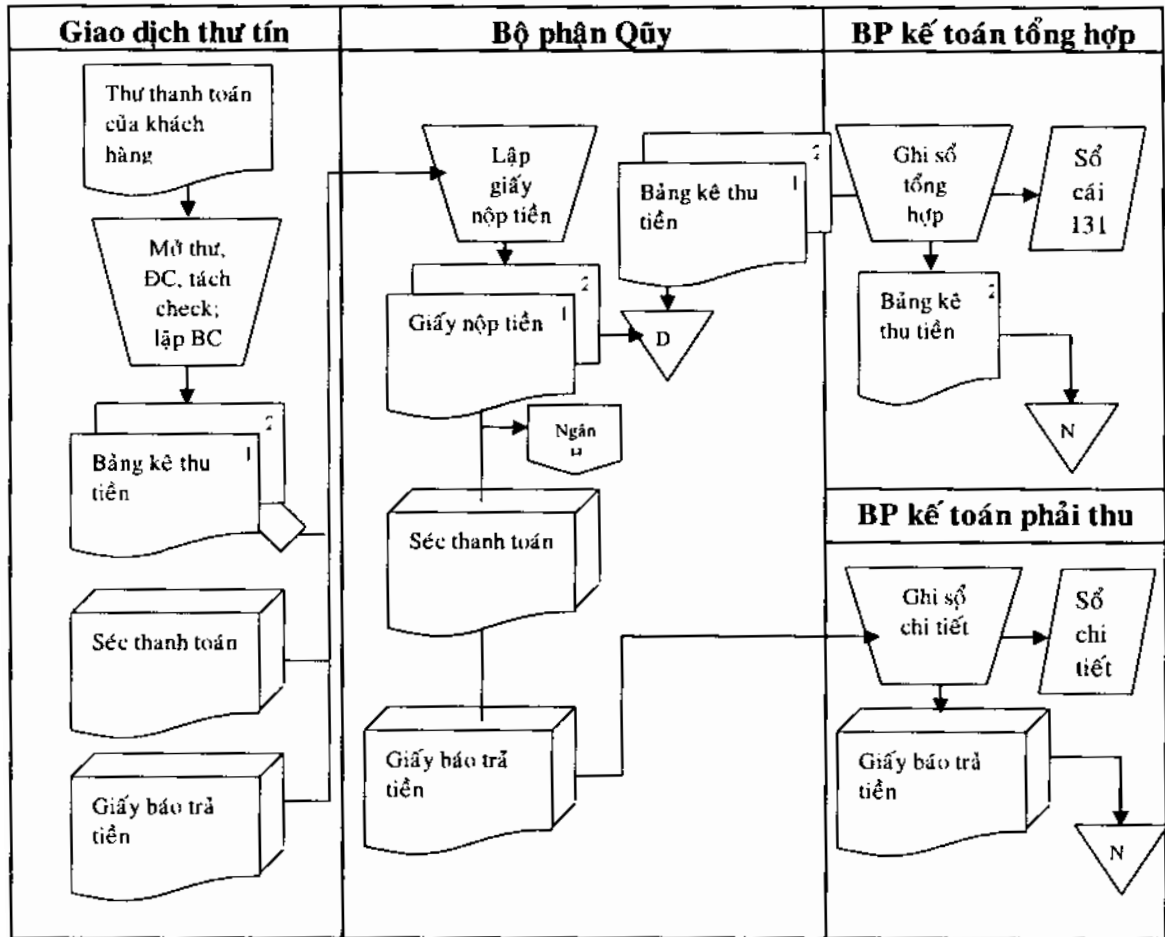 Giao dịch thư tín
Thư thanh toán
của khách
hàng
Mở thư,
ĐC, tách
check;
lập BC
2
1
Bảng kê thu
tiền
Séc thanh toán
Giấy báo trả
tiền
Bộ phận Qũy
Lập
giấy
nộp tiền
2
1
Giấy nộp tiền
2
1
Bảng kê thu
tiền
D
Ngân
Séc thanh toán
Giấy báo trả
tiền
BP kế toán tổng hợp
Ghi sổ
tổng
hợp
Sổ
cái
131
2
Bảng kê
thu tiền
N
BP kế toán phải thu
Ghi sổ
chi tiết
Sổ
chi
tiết
Giấy báo trả
tiền
N